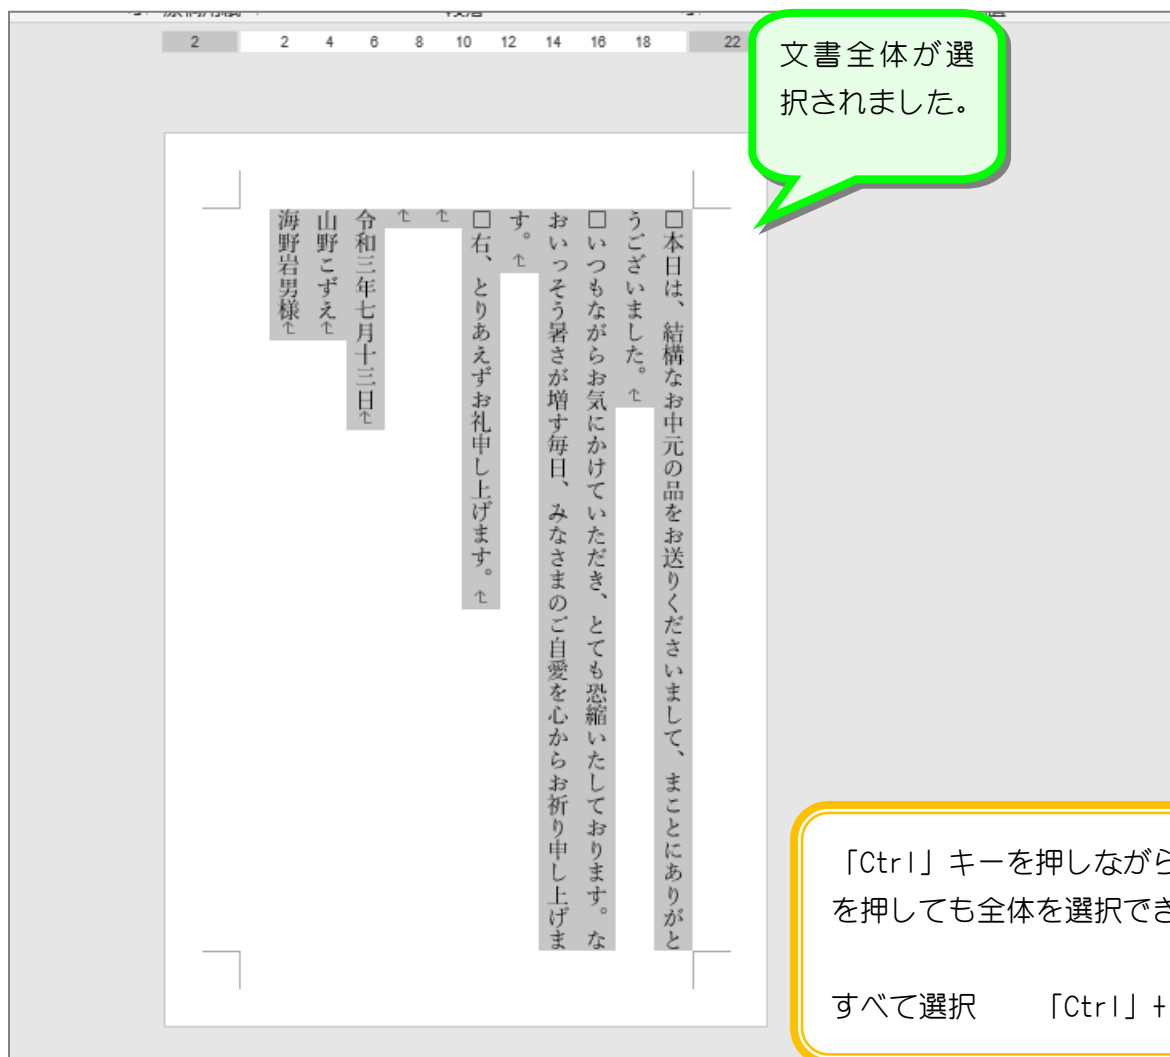 2 2 4 6 8 10 12 14 16 18 22
文書全体が選
択されました。
□本日は、結構なお中元の品をお送りくださいまして、まことにありがと
うございました。
□いつもながらお気にかけていただき、とても恐縮いたしております。な
おいっそう暑さが増す毎日、みなさまのご自愛を心からお祈り申し上げま
す。
□右、とりあえずお礼申し上げます。
令和三年七月十三日
山野こずえ
海野岩男様
「Ctrl」キーを押しながら
を押しても全体を選択でき
すべて選択 「Ctrl」+